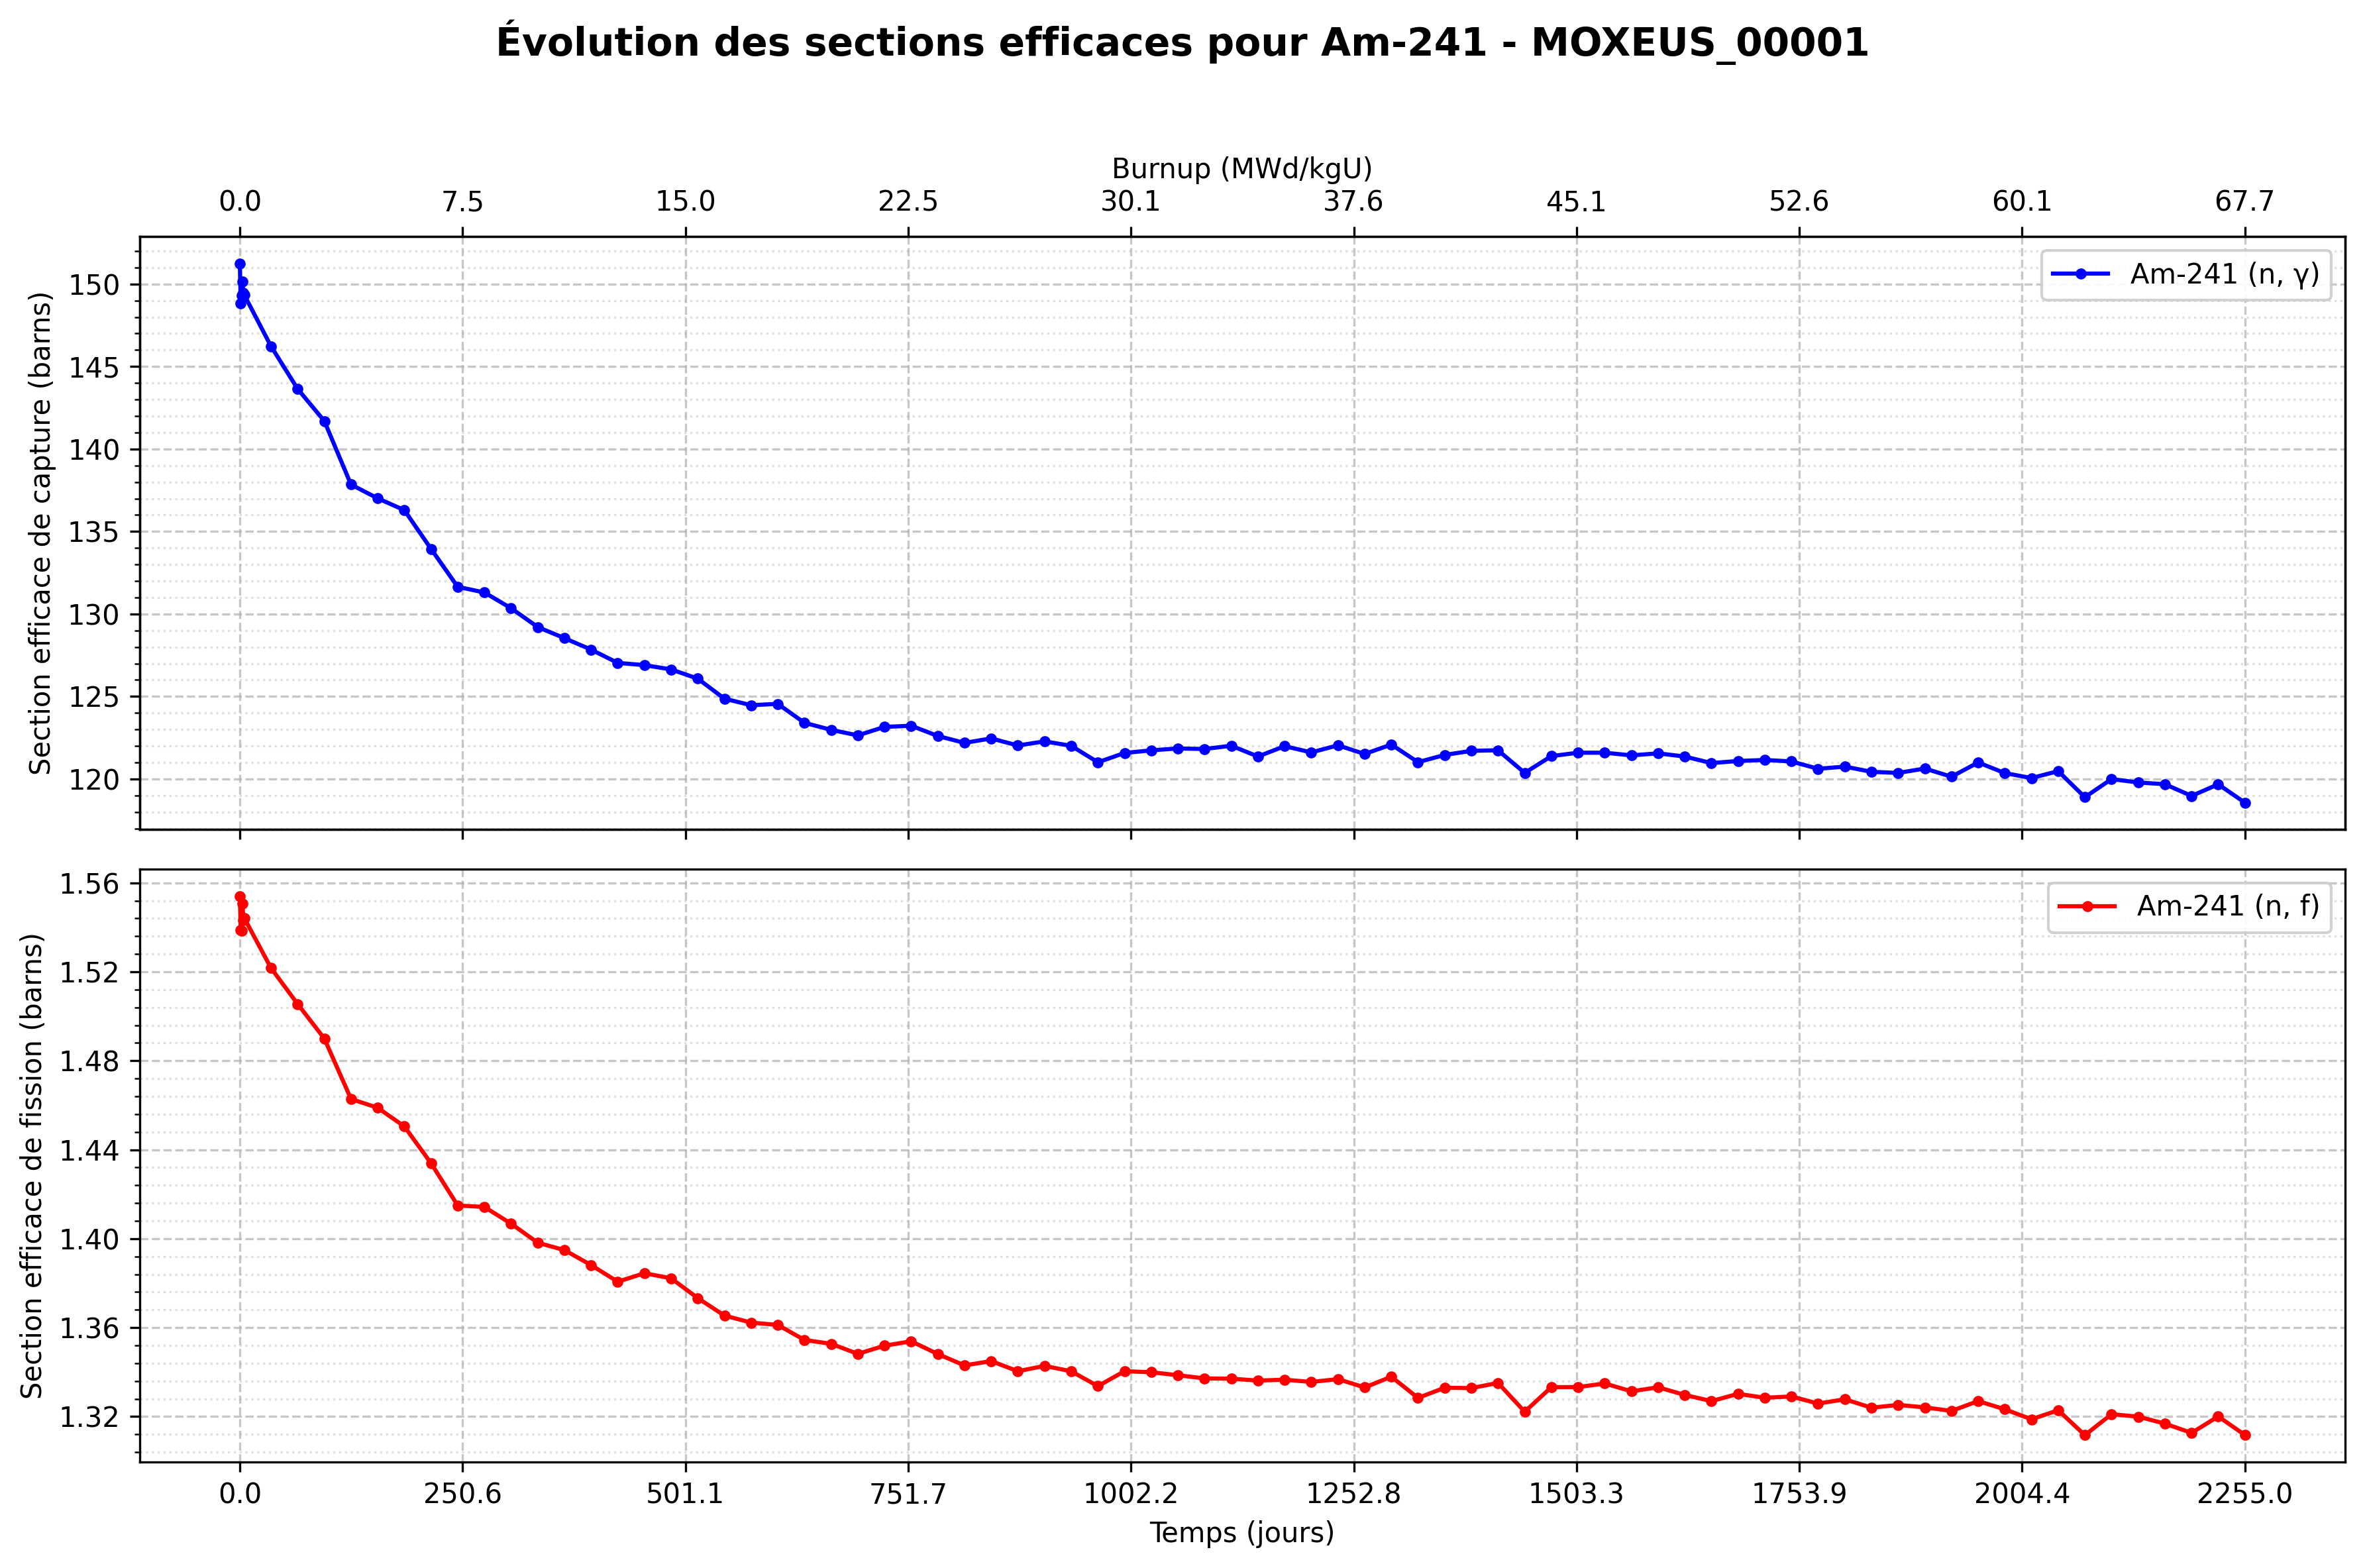 Évolution des sections efficaces pour Am-241 - MOXEUS_00001
Burnup (MWd/kgU)
0.0 7.5 15.0 22.5 30.1 37.6 45.1 52.6 60.1 67.7
Section efficace de capture (barns)
150
145
140
135
130
125
120
Am-241 (n, γ)
Section efficace de fission (barns)
1.56
1.52
1.48
1.44
1.40
1.36
1.32
Am-241 (n, f)
0.0 250.6 501.1 751.7 1002.2 1252.8 1503.3 1753.9 2004.4 2255.0
Temps (jours)